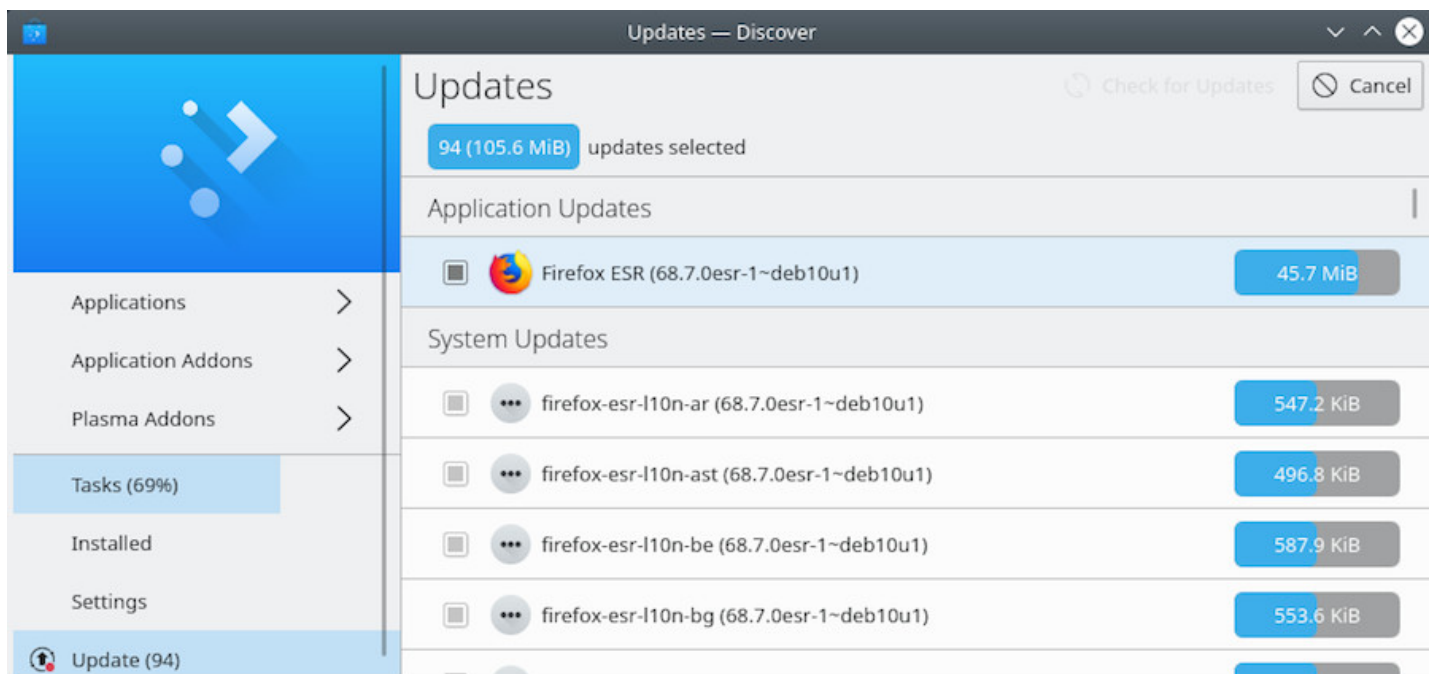 Updates — Discover
Updates
Check for Updates
Cancel
94 (105.6 MiB) updates selected
Application Updates
Firefox ESR (68.7.0esr-1~deb10u1) 45.7 MiB
System Updates
firefox-esr-l10n-ar (68.7.0esr-1~deb10u1) 547.2 KiB
firefox-esr-l10n-ast (68.7.0esr-1~deb10u1) 496.8 KiB
firefox-esr-l10n-be (68.7.0esr-1~deb10u1) 587.9 KiB
firefox-esr-l10n-bg (68.7.0esr-1~deb10u1) 553.6 KiB
Applications
Application Addons
Plasma Addons
Tasks (69%)
Installed
Settings
Update (94)